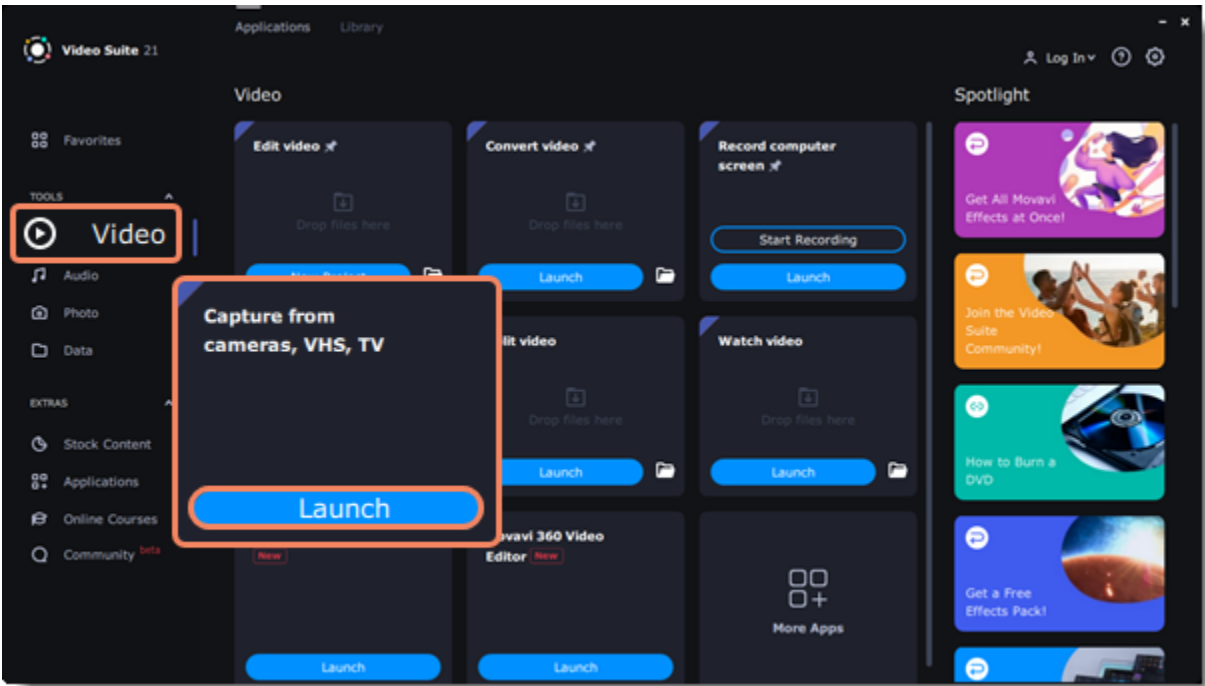 Applications Library
Video Suite 21
Log In
Video
Spotlight
Favorites
Edit video
Convert video
Record computer
screen
TOOLS
Drop files here
Drop files here
Get All Movavi
Effects at Once!
Video
Start Recording
Audio
New Project
Launch
Launch
Photo
Capture from
cameras, VHS, TV
Join the Video
Suite
Community!
Data
video
Watch video
EXTRAS
Drop files here
Drop files here
Stock Content
How to Burn a
DVD
Applications
Launch
Launch
Launch
Online Courses
Community beta
New
360 Video
Editor New
Get a Free
Effects Pack!
More Apps
Launch
Launch